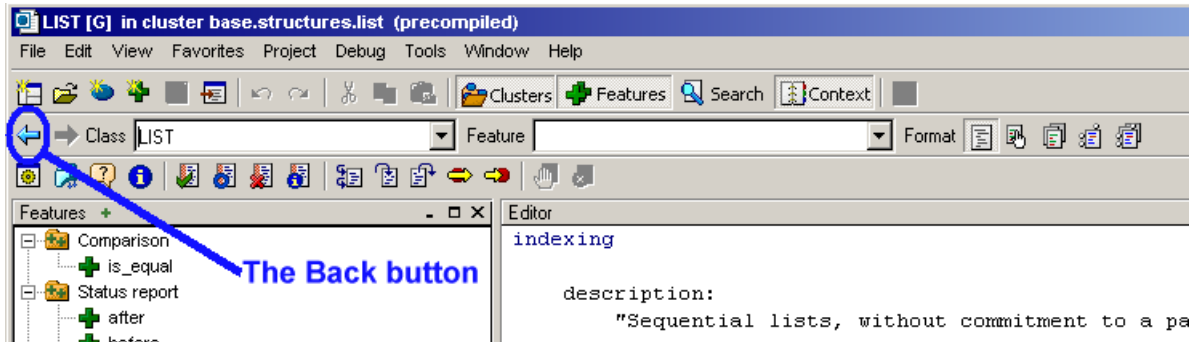 LIST [G] in cluster base.structures.list (precompiled)
File Edit View Favorites Project Debug Tools Window Help
Clusters Features Search Context
Class LIST Feature Format
Features
Editor
Comparison
is_equal
Status report
after
before
The Back button
indexing
description:
"Sequential lists, without commitment to a pa